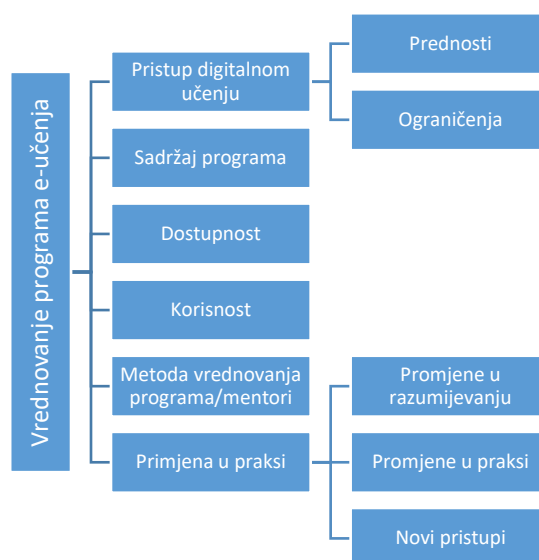 Vrednovanje programa e-učenja
Pristup digitalnom
učenju
Prednosti
Ograničenja
Sadržaj programa
Dostupnost
Korisnost
Metoda vrednovanja
programa/mentori
Primjena u praksi
Promjene u
razumijevanju
Promjene u praksi
Novi pristupi